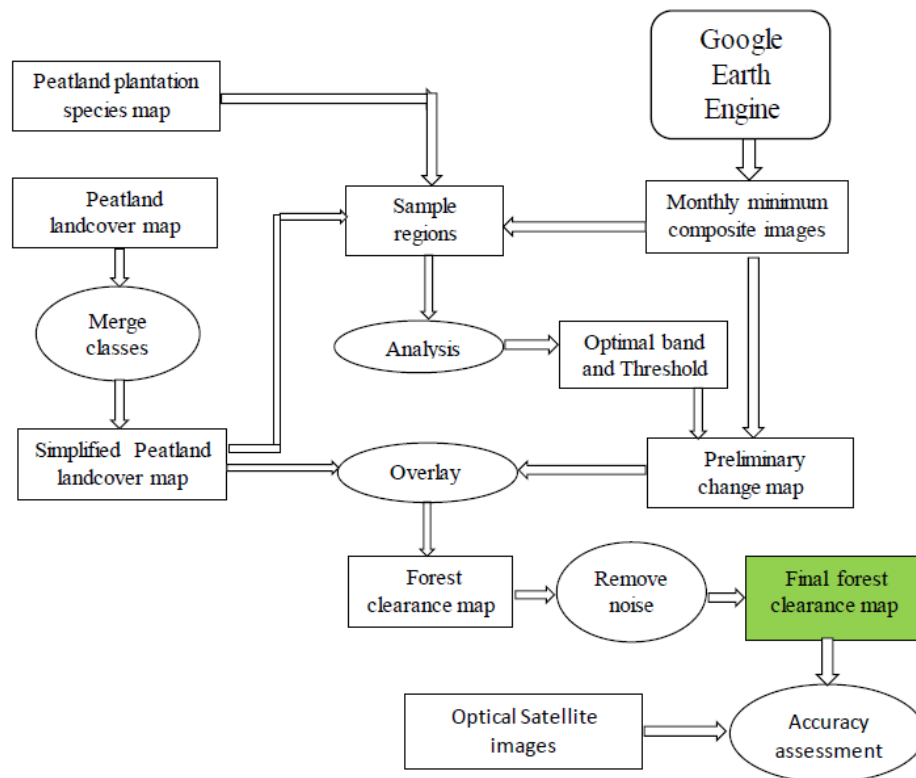 Google
Earth
Engine
Peatland plantation
species map
Peatland
landcover map
Sample
regions
Monthly minimum
composite images
Merge
classes
Analysis
Optimal band
and Threshold
Simplified Peatland
landcover map
Overlay
Preliminary
change map
Forest
clearance map
Remove
noise
Final forest
clearance map
Optical Satellite
images
Accuracy
assessment